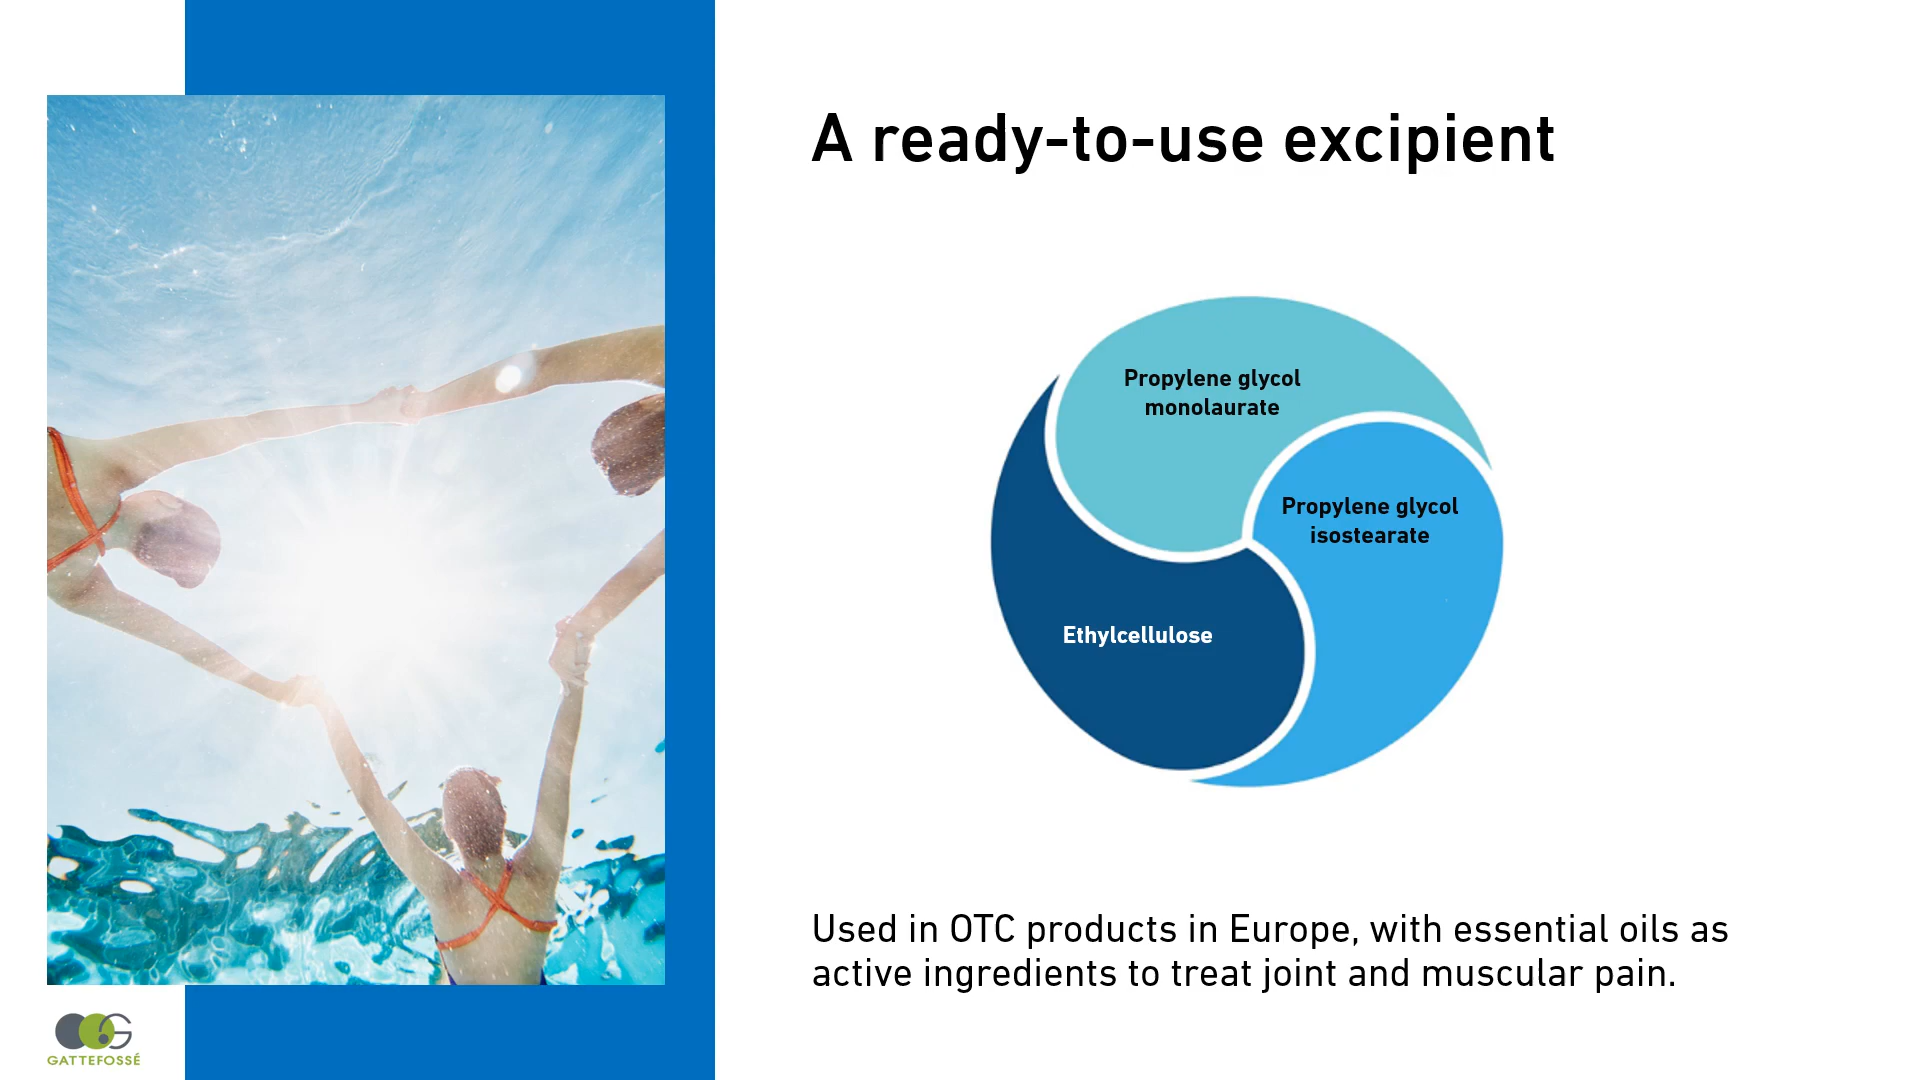 A ready-to-use excipient
Propylene glycol
monolaurate
Propylene glycol
isostearate
Ethylcellulose
Used in OTC products in Europe, with essential oils as
active ingredients to treat joint and muscular pain.
GATTEFOSSÉ